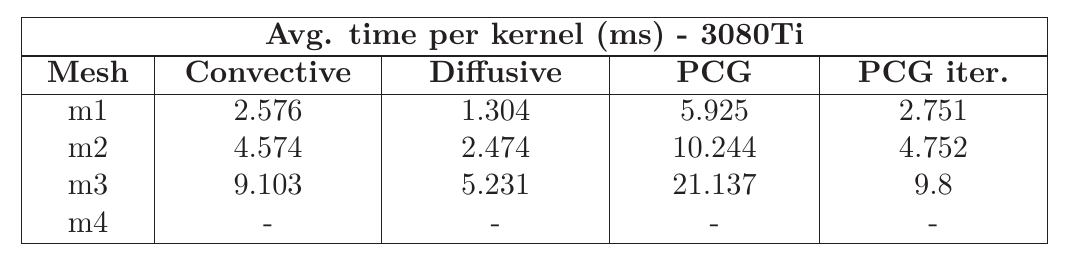 Avg. time per kernel (ms) - 3080Ti
Mesh Convective Diffusive PCG PCG iter.
m1 2.576 1.304 5.925 2.751
m2 4.574 2.474 10.244 4.752
m3 9.103 5.231 21.137 9.8
m4 - - - -